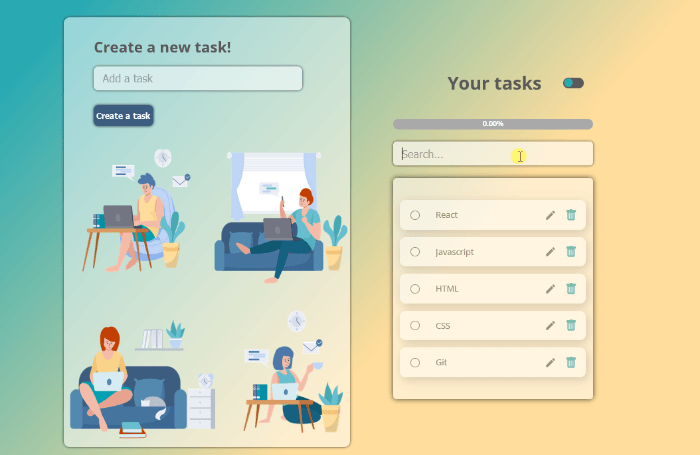 Create a new task!
Add a task
Create a task
Your tasks
0.00%
Search...
React
Javascript
HTML
CSS
Git